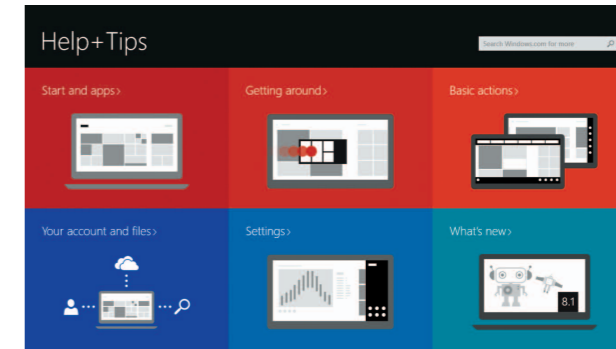 Help+Tips
Search Windows.com for more
Start and apps>
Getting around>
Basic actions>
Your account and files>
Settings>
What's new>
8.1